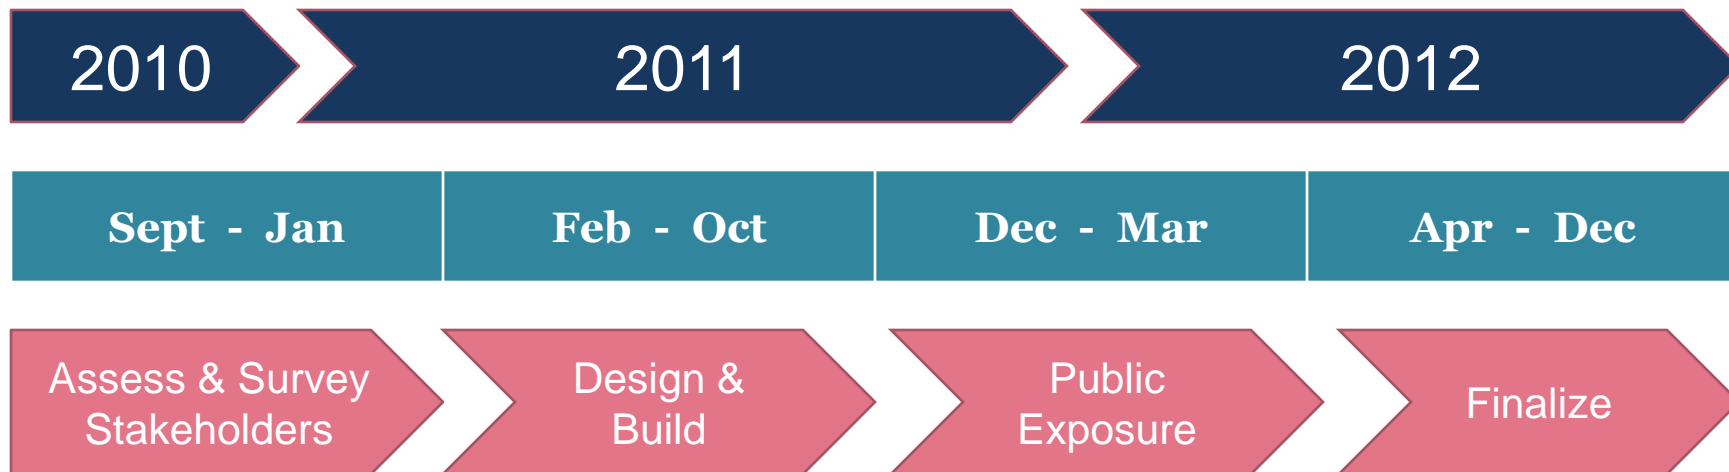 2010 2011 2012
Sept - Jan Feb - Oct Dec - Mar Apr - Dec
Assess & Survey
Stakeholders
Design &
Build
Public
Exposure
Finalize